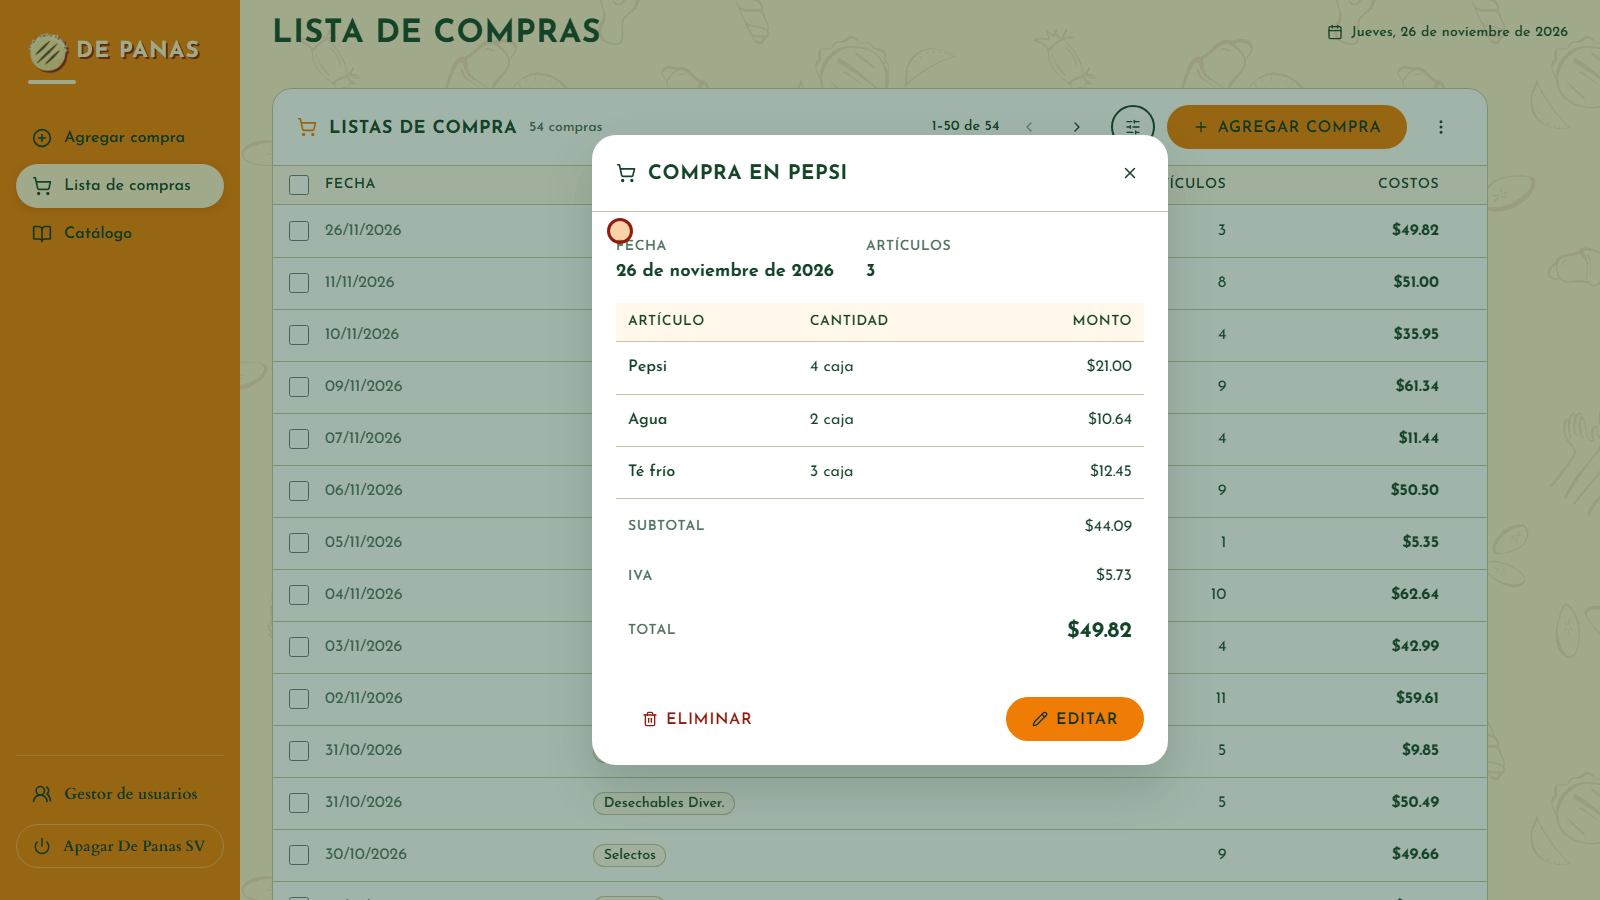 DE PANAS
Agregar compra
Lista de compras
Catálogo
Gestor de usuarios
Apagar De Panas SV
LISTA DE COMPRAS
Jueves, 26 de noviembre de 2026
LISTAS DE COMPRA 54 compras
1–50 de 54
+ AGREGAR COMPRA
FECHA
ÍCULOS COSTOS
26/11/2026 3 $49.82
11/11/2026 8 $51.00
10/11/2026 4 $35.95
09/11/2026 9 $61.34
07/11/2026 4 $11.44
06/11/2026 9 $50.50
05/11/2026 1 $5.35
04/11/2026 10 $62.64
03/11/2026 4 $42.99
02/11/2026 11 $59.61
31/10/2026 5 $9.85
31/10/2026 Desechables Diver. 5 $50.49
30/10/2026 Selectos 9 $49.66
COMPRA EN PEPSI
FECHA ARTÍCULOS
26 de noviembre de 2026 3
ARTÍCULO CANTIDAD MONTO
Pepsi 4 caja $21.00
Agua 2 caja $10.64
Té frío 3 caja $12.45
SUBTOTAL $44.09
IVA $5.73
TOTAL $49.82
ELIMINAR
EDITAR